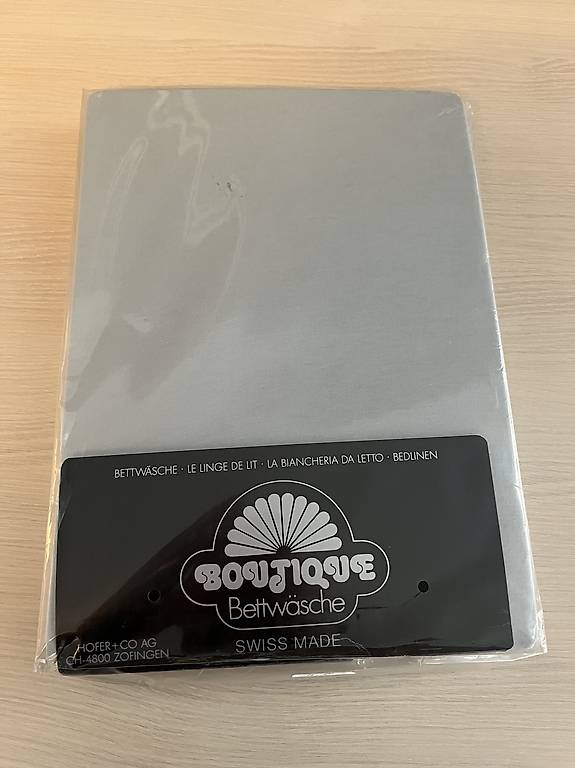 BETTWÄSCHE · LE LINGE DE LIT · LA BIANCHERIA DA LETTO · BEDLINEN
BOUTIQUE
Bettwäsche
SWISS MADE
HOFER+CO AG
CH-4800 ZOFINGEN